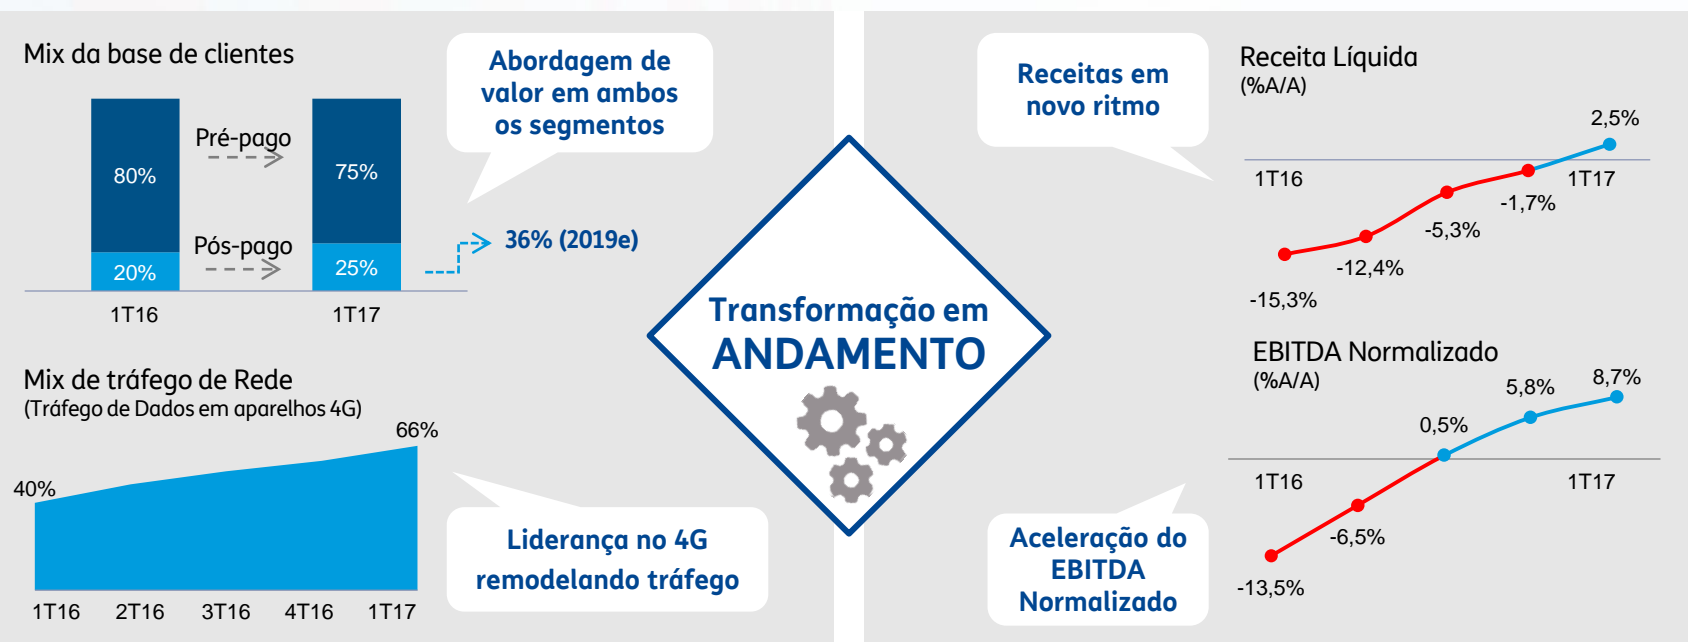 Mix da base de clientes
Pré-pago
80%
75%
Pós-pago
20%
25%
1T16
1T17
36% (2019e)
Abordagem de
valor em ambos
os segmentos
Mix de tráfego de Rede
(Tráfego de Dados em aparelhos 4G)
40%
66%
1T16
2T16
3T16
4T16
1T17
Liderança no 4G
remodelando tráfego
Transformação em
ANDAMENTO
Receitas em
novo ritmo
Receita Líquida
(%A/A)
2,5%
1T16
1T17
-1,7%
-5,3%
-12,4%
-15,3%
EBITDA Normalizado
(%A/A)
8,7%
5,8%
0,5%
1T16
1T17
-6,5%
-13,5%
Aceleração do
EBITDA
Normalizado